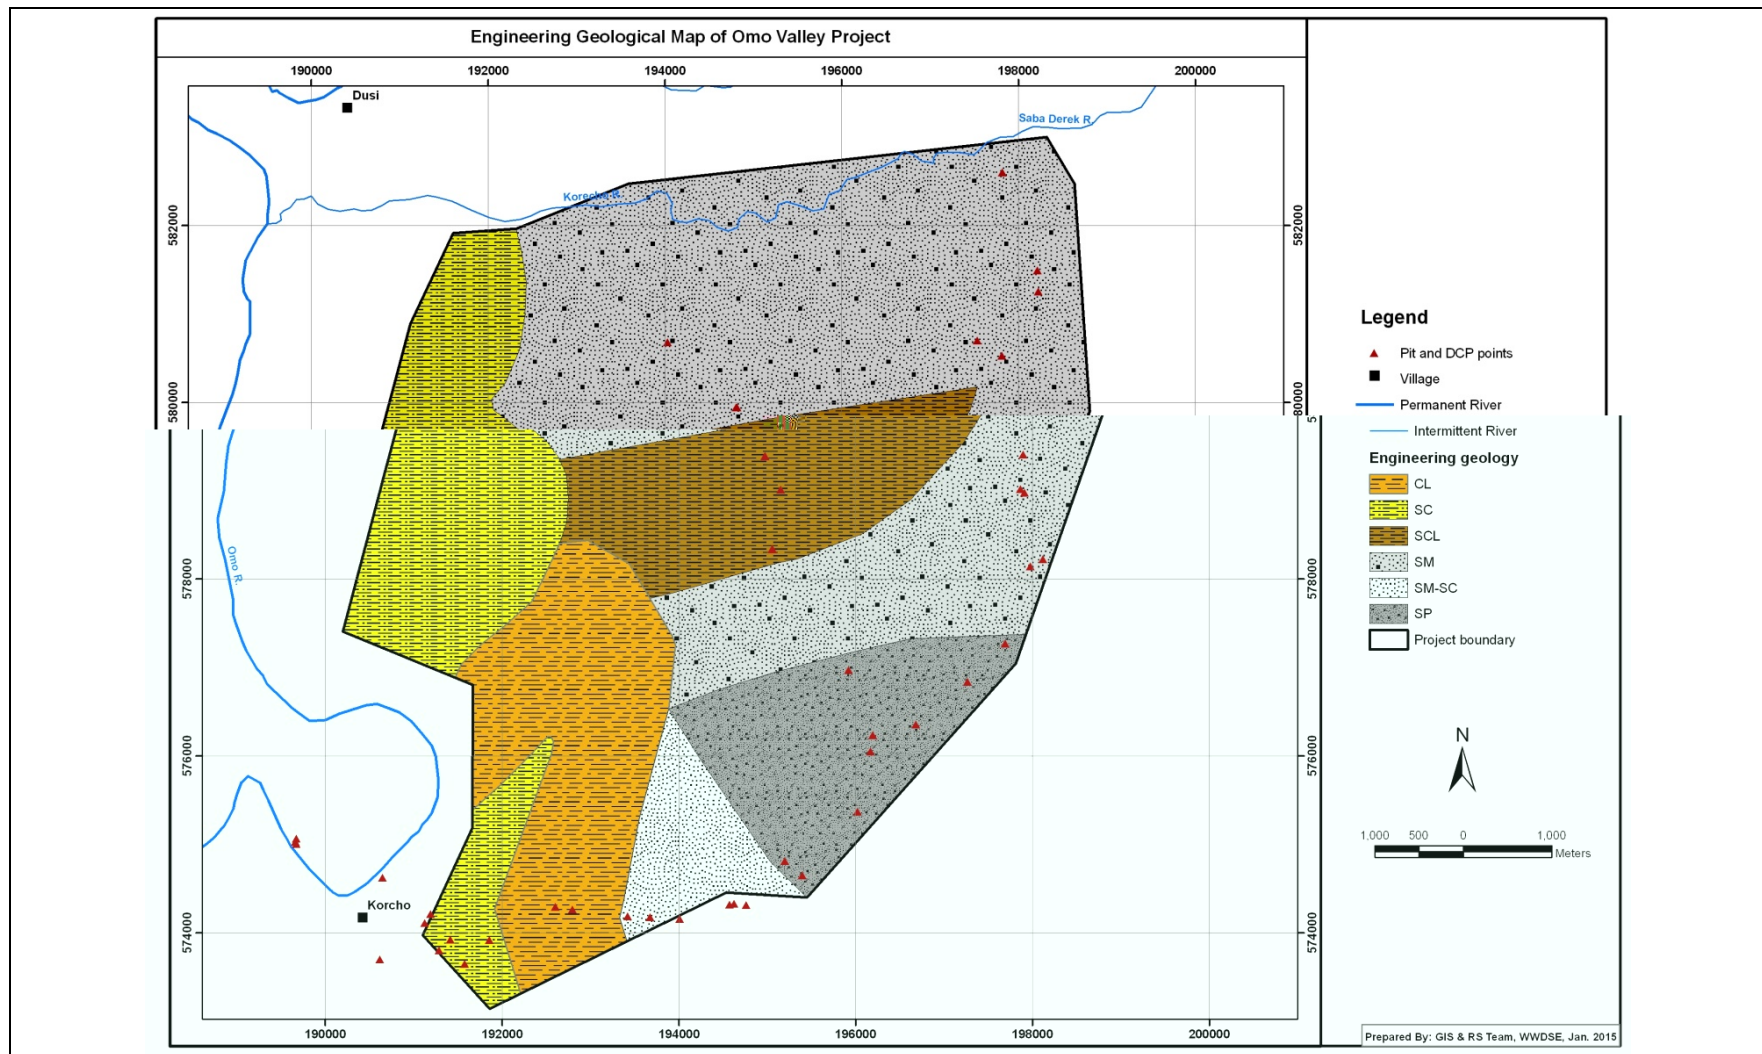 Engineering Geological Map of Omo Valley Project
190000 192000 194000 196000 198000 200000
Dusi
Saba Derek R.
Korecha R.
582000 582000
580000 80000
5
Omo R.
578000 578000
576000 576000
Korcho
574000 574000
190000 192000 194000 196000 198000 200000
Legend
Pit and DCP points
Village
Permanent River
Intermittent River
Engineering geology
CL
SC
SCL
SM
SM-SC
SP
Project boundary
N
1,000 500 0 1,000
Meters
Prepared By: GIS & RS Team, WWDSE, Jan. 2015